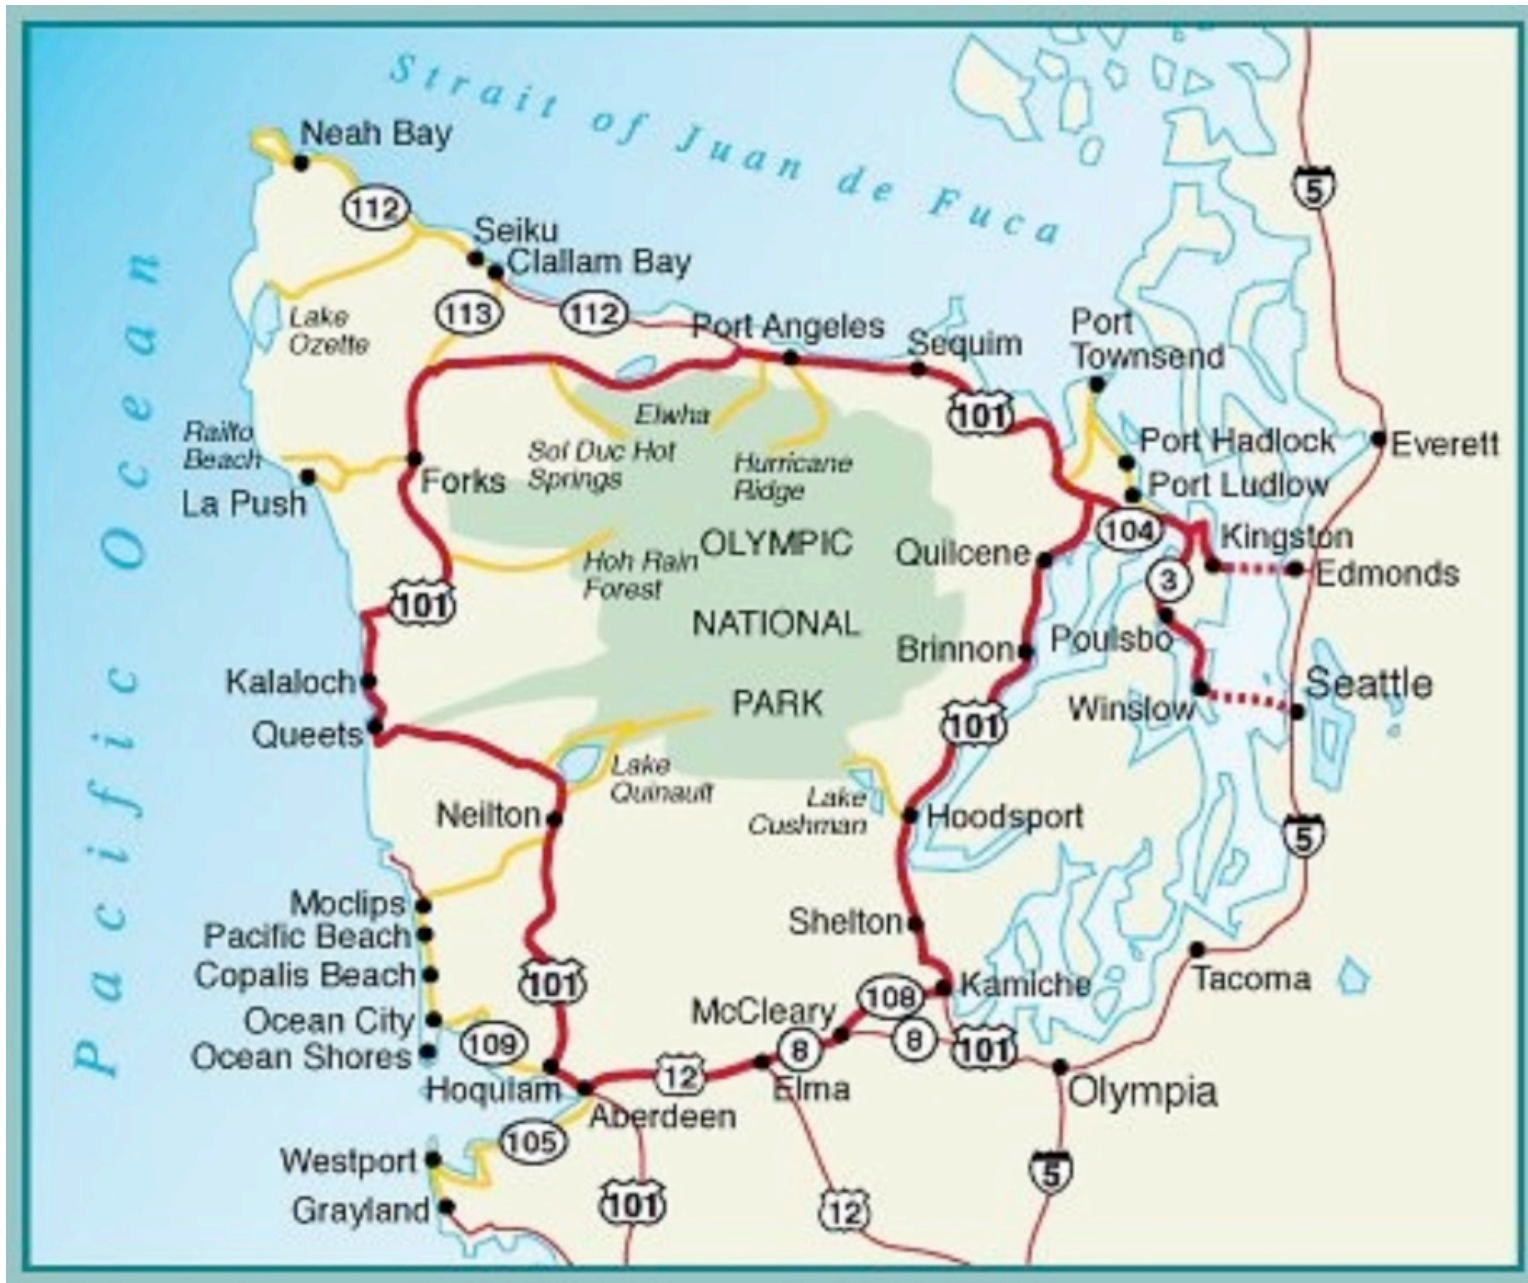 Strait of Juan de Fuca
Neah Bay
112
5
Seiku
Clallam Bay
113
112
Lake
Ozette
Port Angeles
Sequim
Port
Townsend
Pacific Ocean
101
Elwha
Railto
Beach
Sol Duc Hot
Springs
Hurricane
Ridge
Port Hadlock
Everett
La Push
Forks
Port Ludlow
104
Kingston
OLYMPIC
Quilcene
Hoh Rain
Forest
3
Edmonds
101
NATIONAL
Brinnon
Poulsbo
Kalaloch
PARK
Winslow
Seattle
Queets
101
Lake
Quinault
Neilton
Lake
Cushman
Hoodsport
5
Moclips
Pacific Beach
Shelton
Copalis Beach
101
Kamiche
Tacoma
108
McCleary
Ocean City
109
8
8
101
Ocean Shores
Hoquiam
12
Elma
Olympia
Aberdeen
105
Westport
5
Grayland
101
12